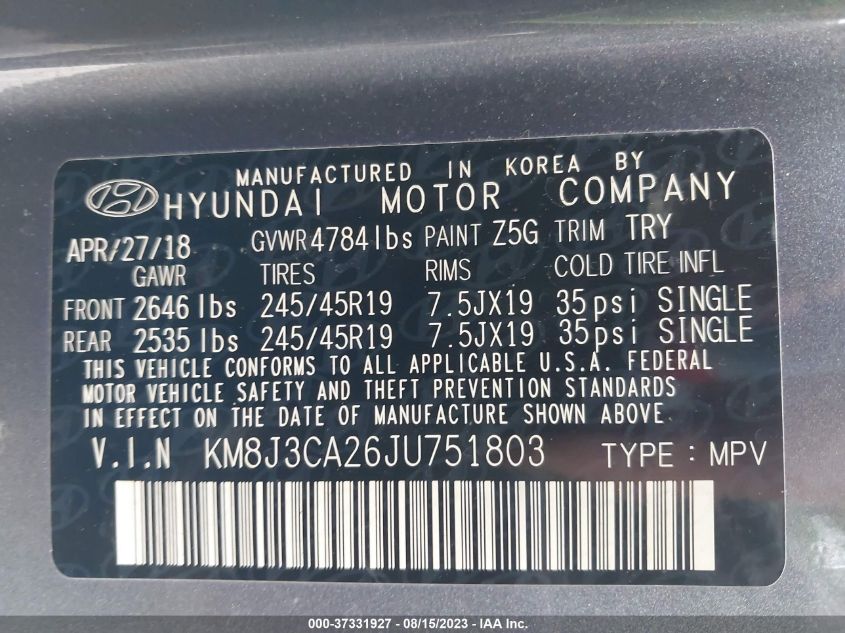 MANUFACTURED IN KOREA BY
HYUNDAI MOTOR COMPANY
APR/27/18 GVWR 4784 lbs PAINT Z5G TRIM TRY
GAWR TIRES RIMS COLD TIRE INFL
FRONT 2646 lbs 245/45R19 7.5JX19 35psi SINGLE
REAR 2535 lbs 245/45R19 7.5JX19 35psi SINGLE
THIS VEHICLE CONFORMS TO ALL APPLICABLE U.S.A. FEDERAL
MOTOR VEHICLE SAFETY AND THEFT PREVENTION STANDARDS
IN EFFECT ON THE DATE OF MANUFACTURE SHOWN ABOVE.
V.I.N KM8J3CA26JU751803 TYPE : MPV
000-37331927 - 08/15/2023 - © IAA, Inc.